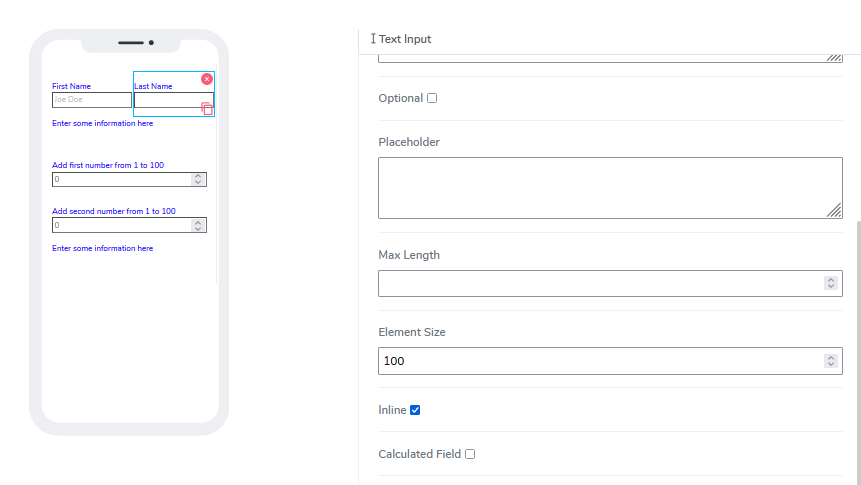 First Name
Last Name
Joe Doe
Enter some information here
Add first number from 1 to 100
0
Add second number from 1 to 100
0
Enter some information here
Text Input
Optional
Placeholder
Max Length
Element Size
100
Inline
Calculated Field